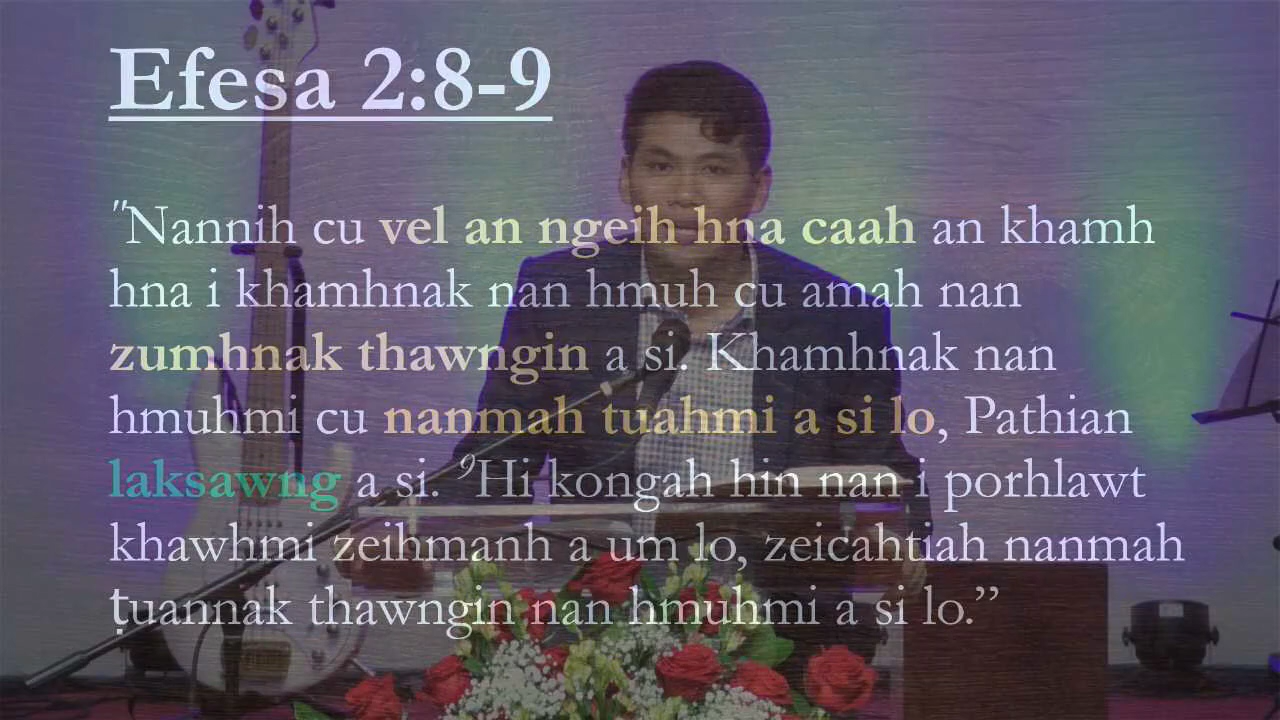 Efesa 2:8-9
"Nannih cu vel an ngeih hna caah an khamh
hna i khamhnak nan hmuh cu amah nan
zumhnak thawngin a si. Khamhnak nan
hmuhmi cu nanmah tuahmi a si lo, Pathian
laksawng a si. ⁹Hi kongah hin nan i porhlawt
khawhmi zeihmanh a um lo, zeicahtiah nanmah
ṭuannak thawngin nan hmuhmi a si lo.”